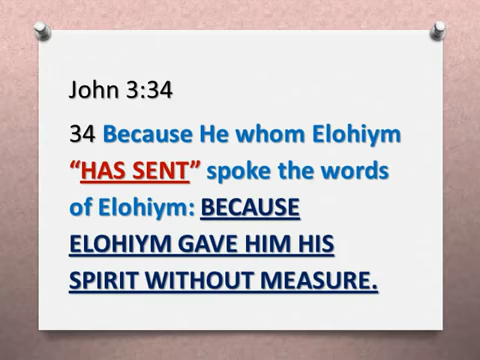 John 3:34
34 Because He whom Elohiym
“HAS SENT” spoke the words
of Elohiym: BECAUSE
ELOHIYM GAVE HIM HIS
SPIRIT WITHOUT MEASURE.